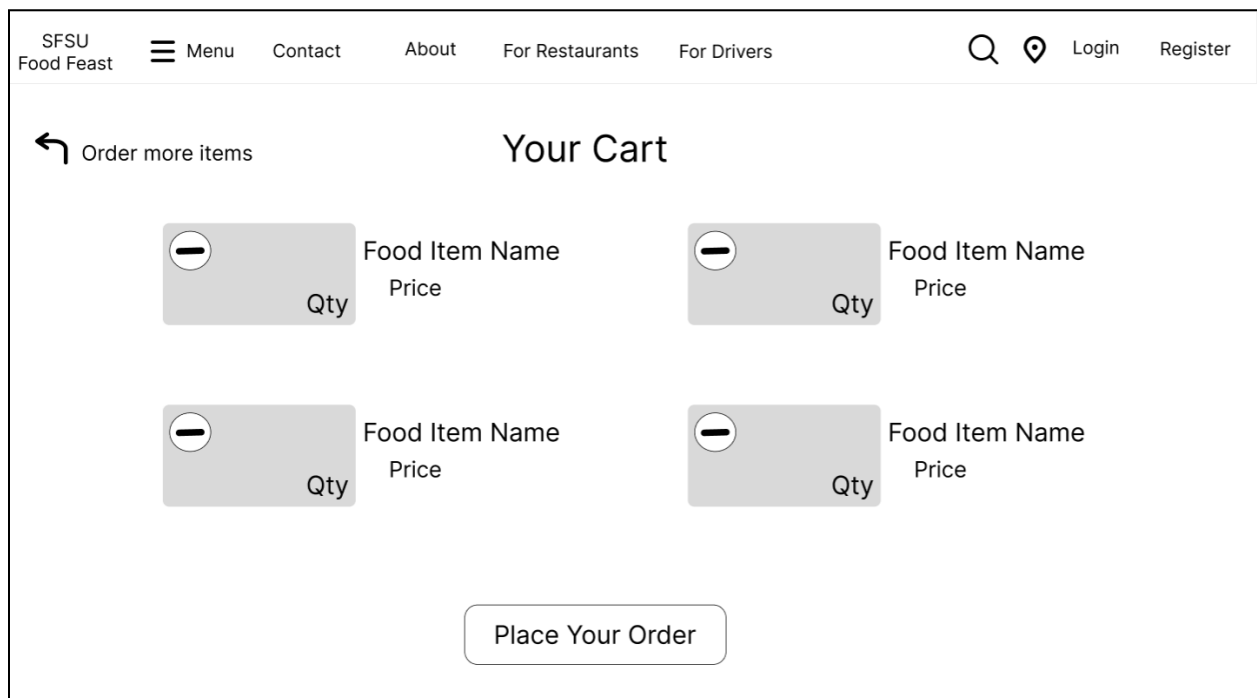 SFSU
Food Feast
Menu
Contact
About
For Restaurants
For Drivers
Login
Register
Order more items
Your Cart
Food Item Name
Price
Qty
Food Item Name
Price
Qty
Food Item Name
Price
Qty
Food Item Name
Price
Qty
Place Your Order